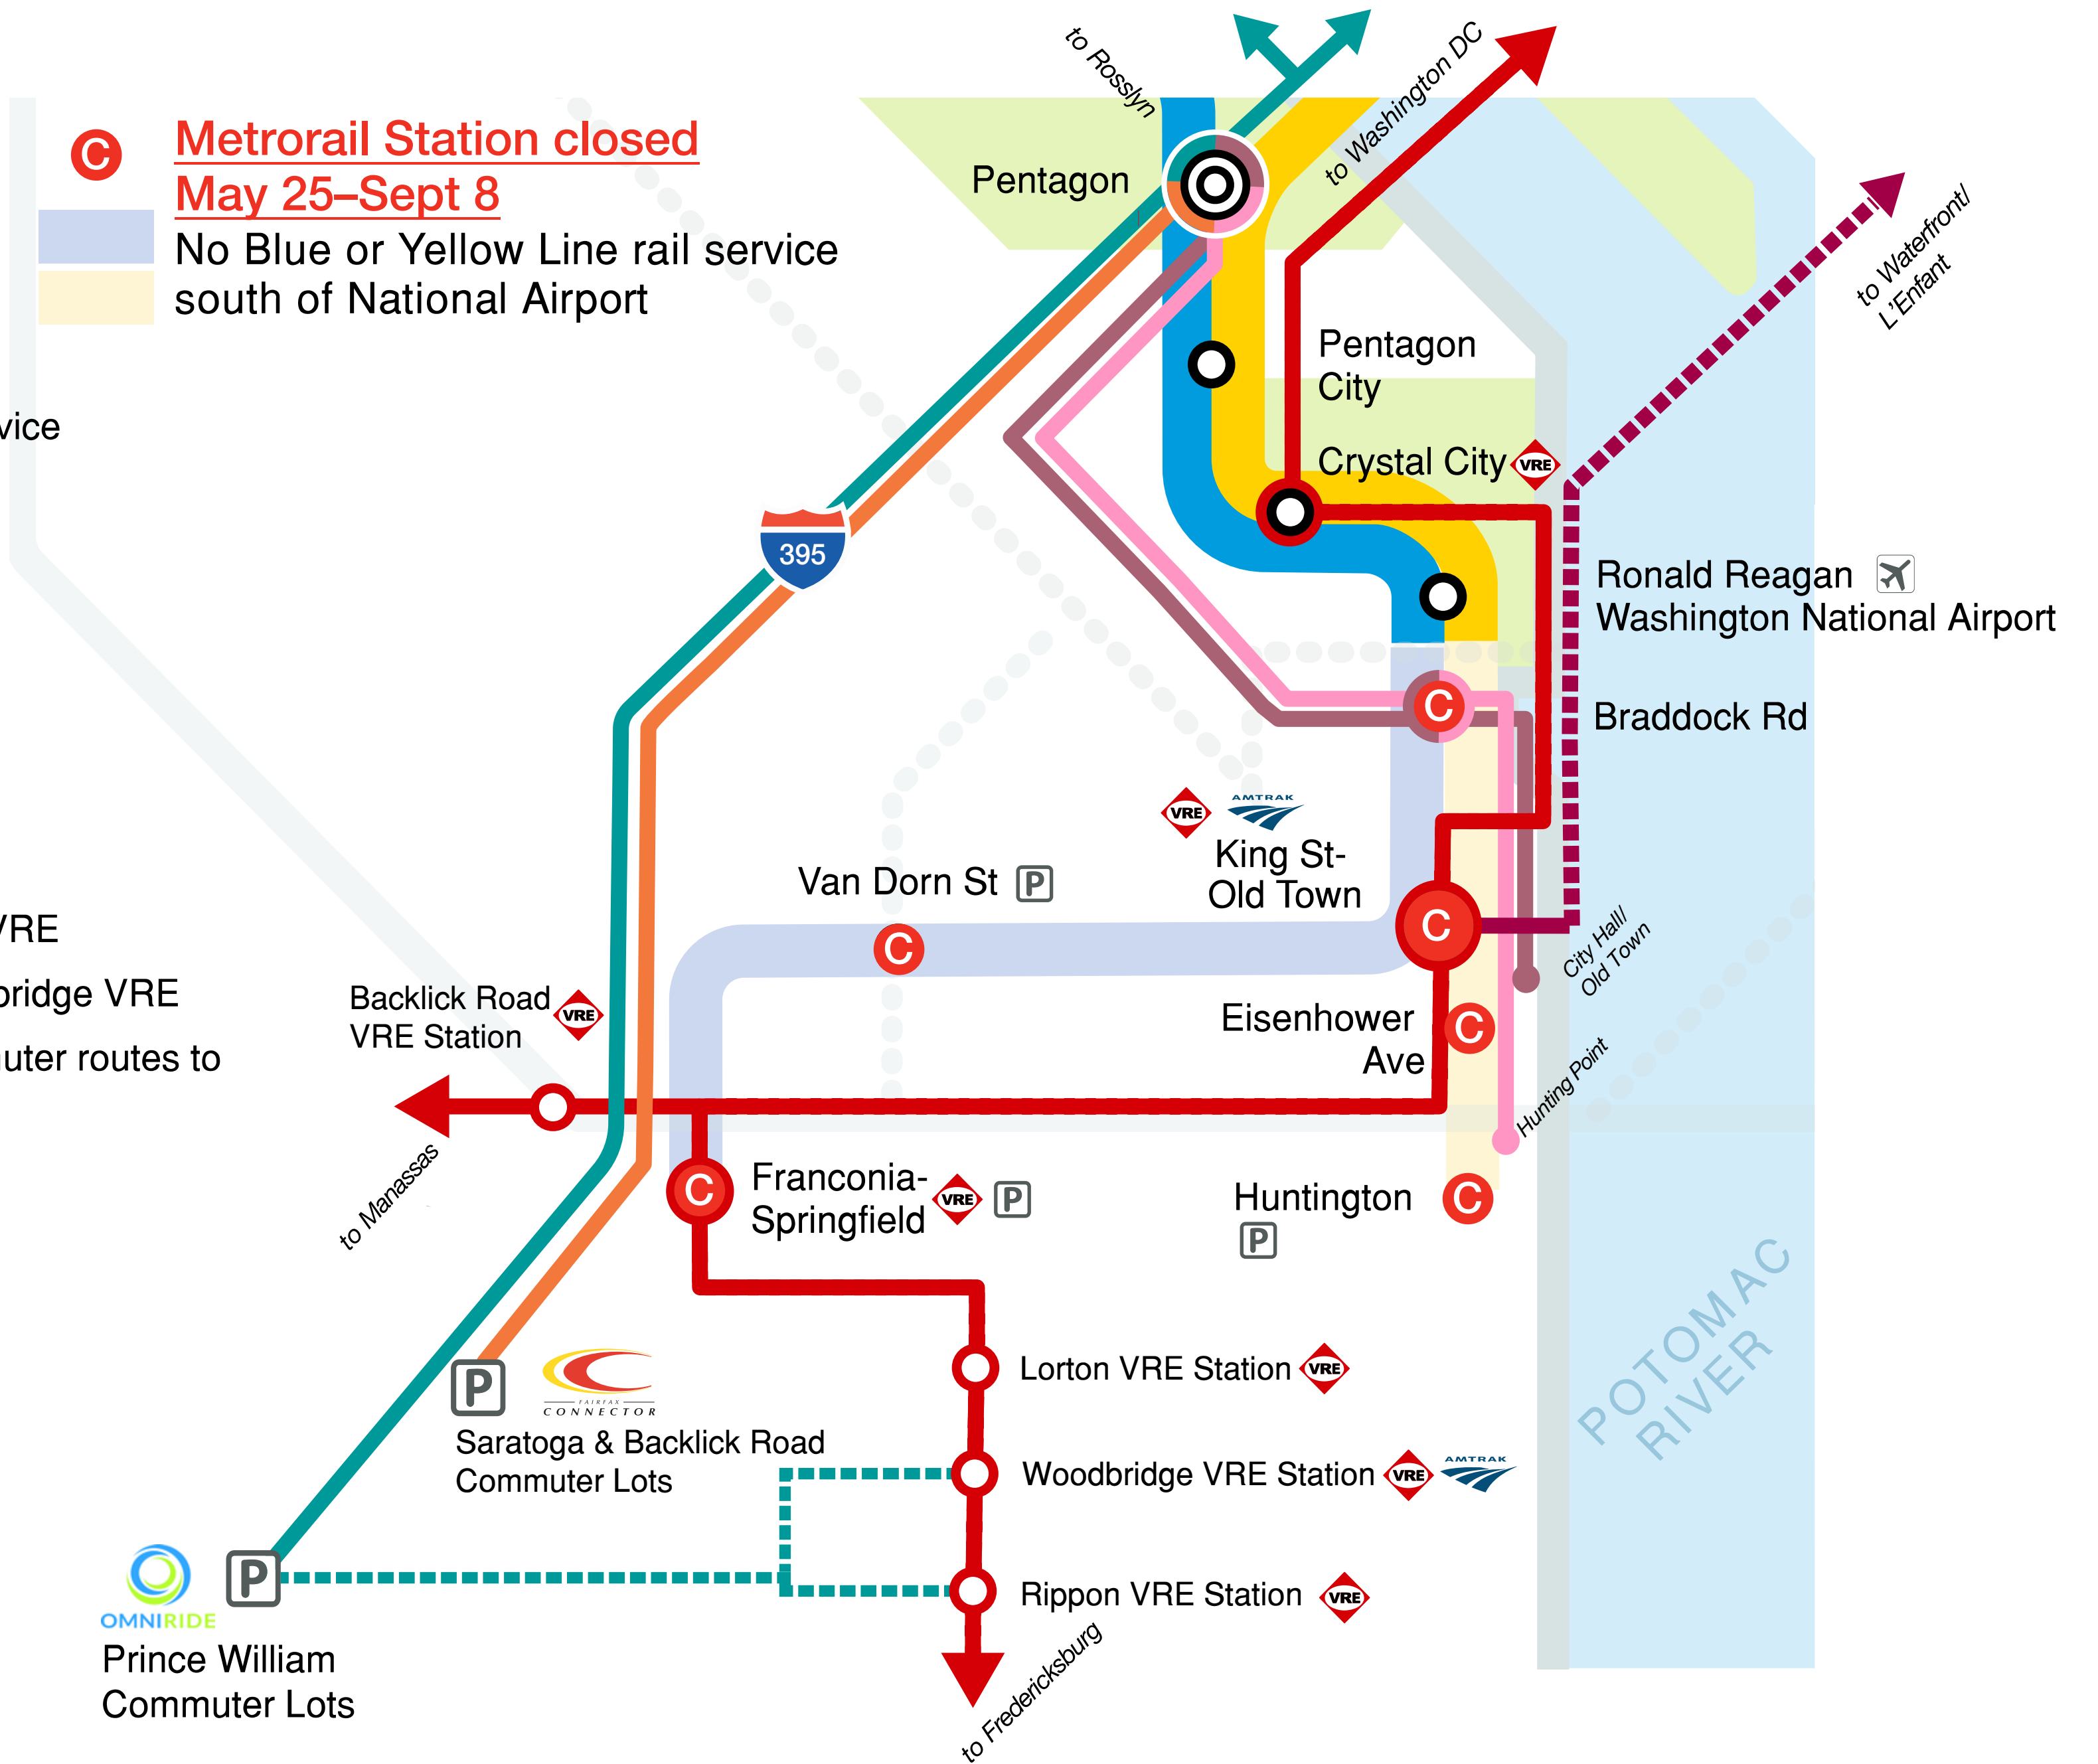 to Rosslyn
to Washington DC
C
Metrorail Station closed
May 25–Sept 8
No Blue or Yellow Line rail service
south of National Airport
Pentagon
to Waterfront/
L'Enfant
Pentagon
City
vice
Crystal City
VRE
395
Ronald Reagan
Washington National Airport
C
Braddock Rd
VRE
AMTRAK
King St-
Old Town
Van Dorn St
P
C
C
City Hall/
Old Town
VRE
bridge VRE
uter routes to
Backlick Road
VRE Station
VRE
Eisenhower
Ave
C
Hunting Point
to Manassas
C
Franconia-
Springfield
VRE
P
Huntington
P
C
POTOMAC
RIVER
P
FAIRFAX
CONNECTOR
Saratoga & Backlick Road
Commuter Lots
Lorton VRE Station
VRE
Woodbridge VRE Station
VRE
AMTRAK
Rippon VRE Station
VRE
OMNIRIDE
P
Prince William
Commuter Lots
to Fredericksburg